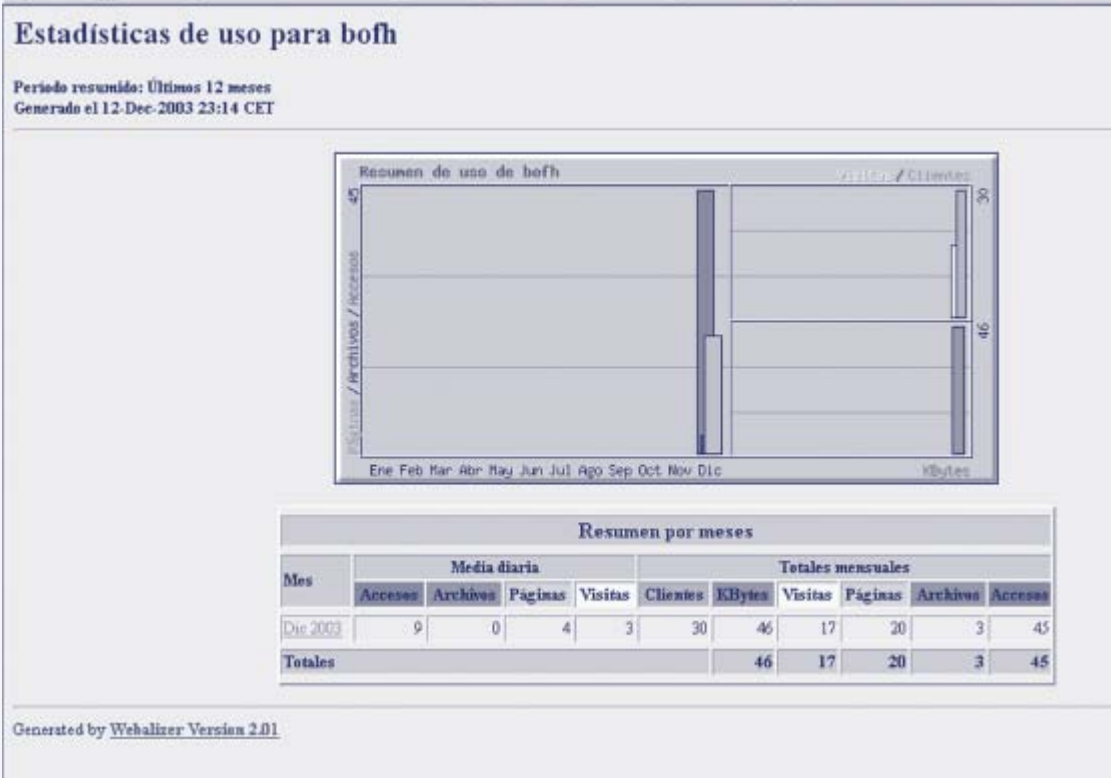 Estadísticas de uso para bofh
Periodo resumido: Últimos 12 meses
Generado el 12-Dec-2003 23:14 CET
Resumen de uso de bofh
Visitas / Clientes
45
30
Páginas / Archivos / Accesos
46
Ene Feb Mar Abr May Jun Jul Ago Sep Oct Nov Dic
KBytes
Resumen por meses
Mes Media diaria Totales mensuales
Accesos Archivos Páginas Visitas Clientes KBytes Visitas Páginas Archivos Accesos
Dic 2003 9 0 4 3 30 46 17 20 3 45
Totales 46 17 20 3 45
Generated by Webalizer Version 2.01